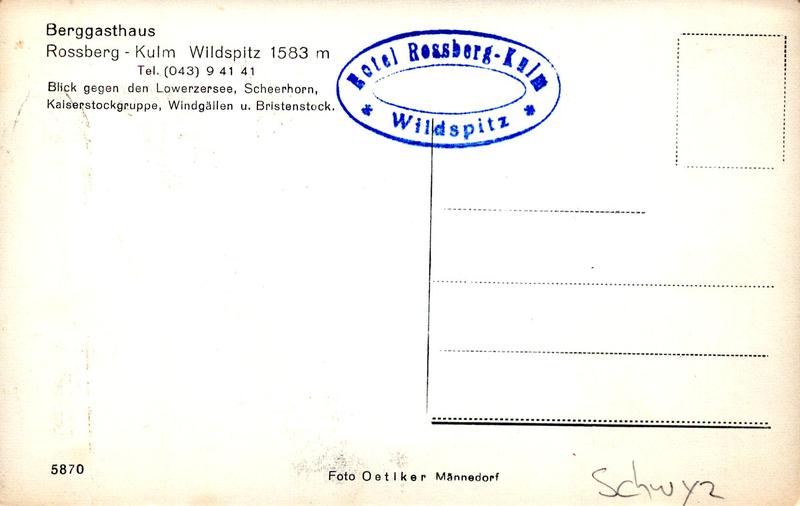 Berggasthaus
Rossberg - Kulm Wildspitz 1583 m
Tel. (043) 9 41 41
Blick gegen den Lowerzersee, Scheerhorn,
Kaiserstockgruppe, Windgällen u. Bristenstock.
Hotel Rossberg-Kulm
* Wildspitz *
5870
Foto Oetiker Männedorf
Schwyz